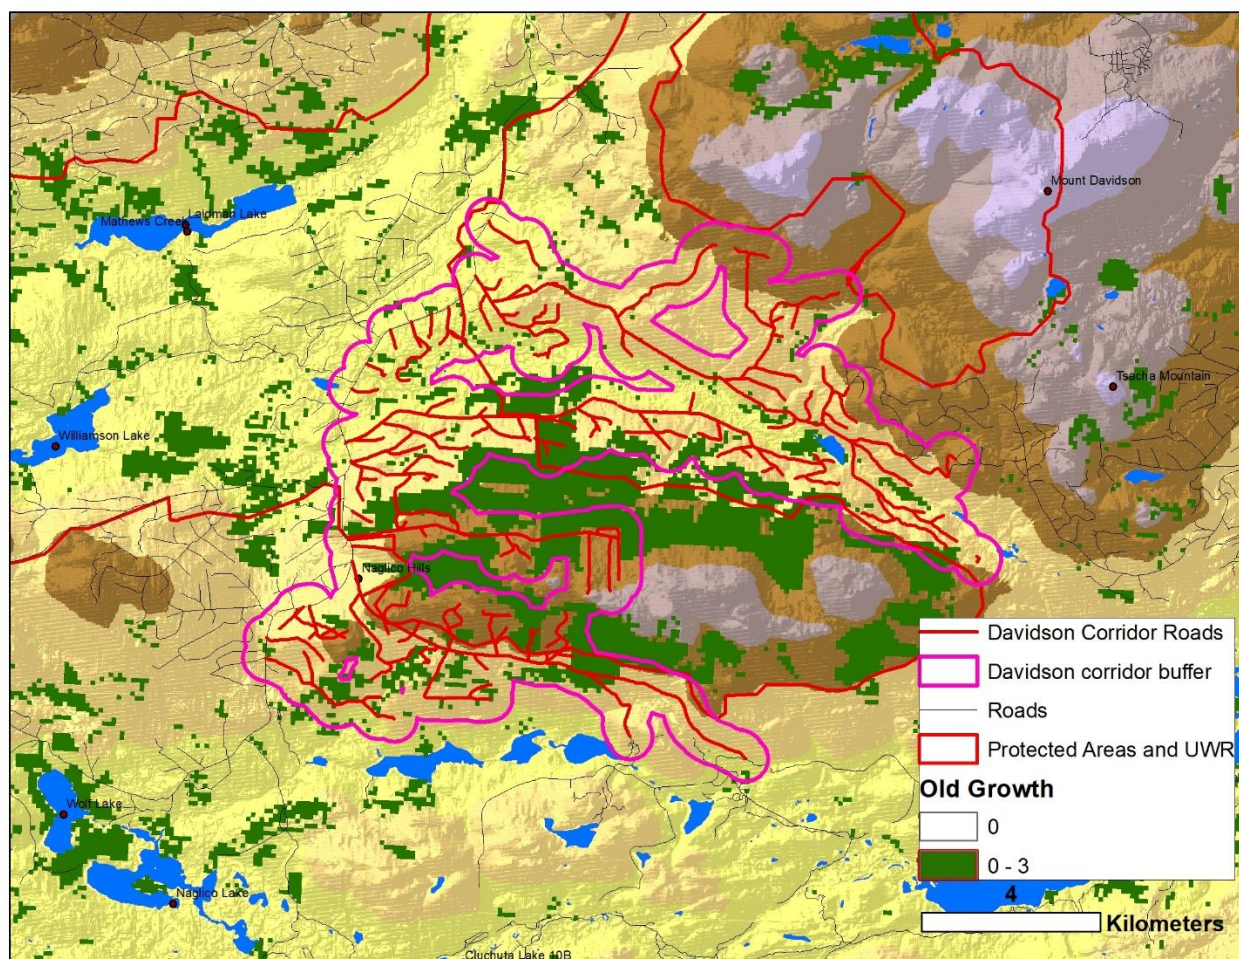 Mount Davidson
Mathews Creek
Laidman Lake
Tsacha Mountain
Williamson Lake
Naglico Hills
Davidson Corridor Roads
Davidson corridor buffer
Roads
Protected Areas and UWR
Old Growth
0
0 - 3
4
Kilometers
Wolf Lake
Naglico Lake
Cluchuta Lake 10B